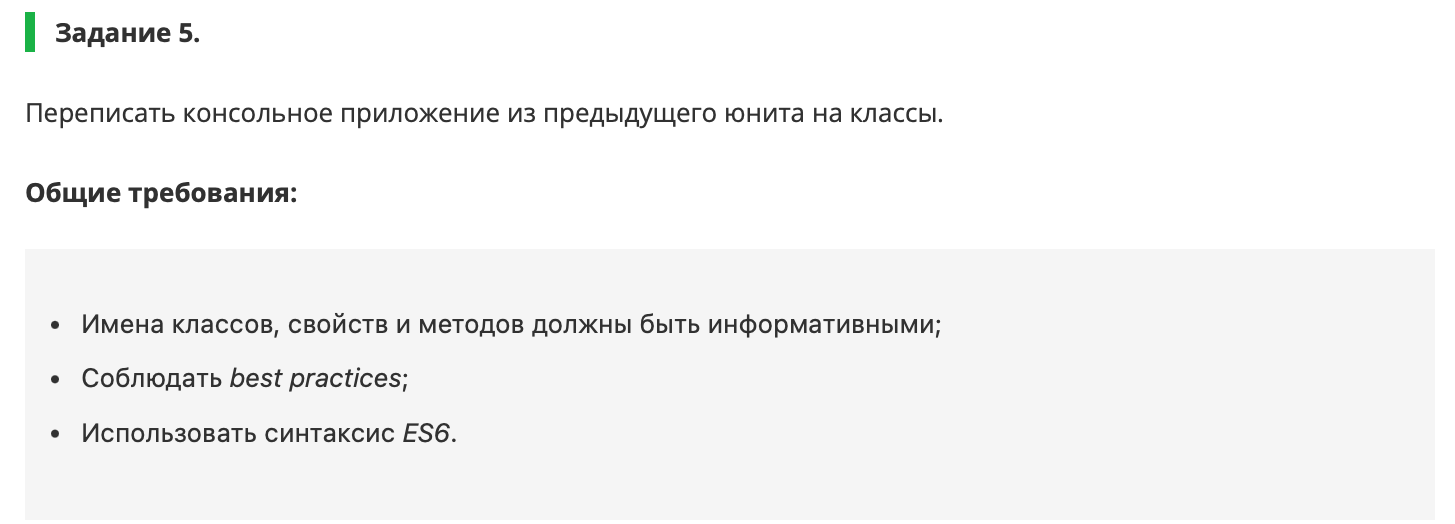 Задание 5.
Переписать консольное приложение из предыдущего юнита на классы.
Общие требования:
• Имена классов, свойств и методов должны быть информативными;
• Соблюдать best practices;
• Использовать синтаксис ES6.